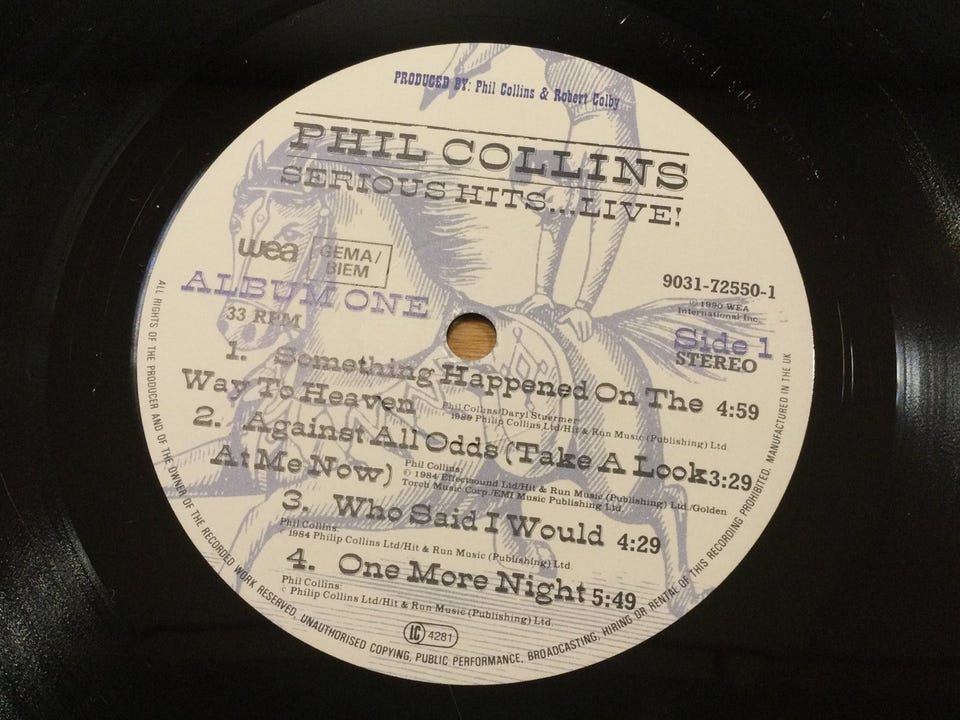 PRODUCED BY: Phil Collins & Robert Colby
PHIL COLLINS
SERIOUS HITS...LIVE!
wea
GEMA/
BIEM
9031-72550-1
℗ 1990 WEA
International Inc.
ALBUM ONE
33 RPM
Side 1
STEREO
1. Something Happened On The
Way To Heaven 4:59
Phil Collins/Daryl Stuermer
1989 Philip Collins Ltd/Hit & Run Music (Publishing) Ltd.
2. Against All Odds (Take A Look
At Me Now) 3:29
Phil Collins
© 1984 Effectsound Ltd/Hit & Run Music (Publishing) Ltd./Golden
Torch Music Corp./EMI Music Publishing Ltd.
3. Who Said I Would 4:29
Phil Collins
1984 Philip Collins Ltd/Hit & Run Music (Publishing) Ltd.
4. One More Night 5:49
Phil Collins
Philip Collins Ltd/Hit & Run Music (Publishing) Ltd.
LC 4281
ALL RIGHTS OF THE PRODUCER AND OF THE OWNER OF THE RECORDED WORK RESERVED. UNAUTHORISED COPYING, PUBLIC PERFORMANCE, BROADCASTING, HIRING OR RENTAL OF THIS RECORDING PROHIBITED. MANUFACTURED IN THE UK